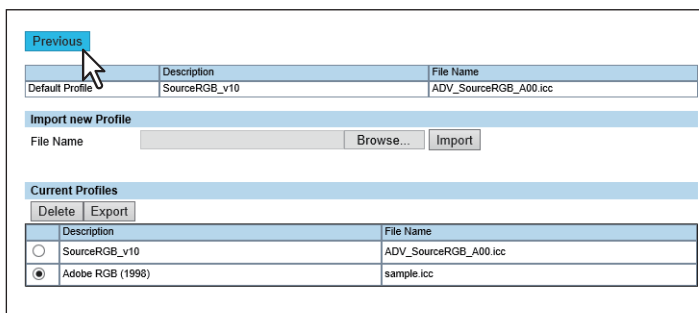 Previous
Description File Name
Default Profile SourceRGB_v10 ADV_SourceRGB_A00.icc
Import new Profile
File Name Browse... Import
Current Profiles
Delete Export
Description File Name
SourceRGB_v10 ADV_SourceRGB_A00.icc
Adobe RGB (1998) sample.icc